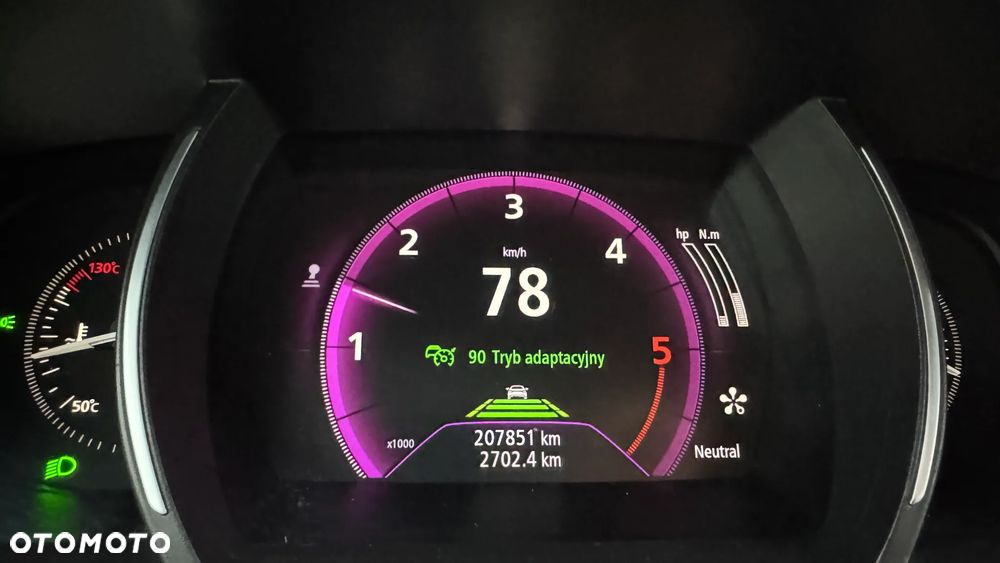 3
2
4
hp N.m
km/h
78
130°C
1
90 Tryb adaptacyjny
5
50°C
x1000
207851 km
2702.4 km
Neutral
OTOMOTO